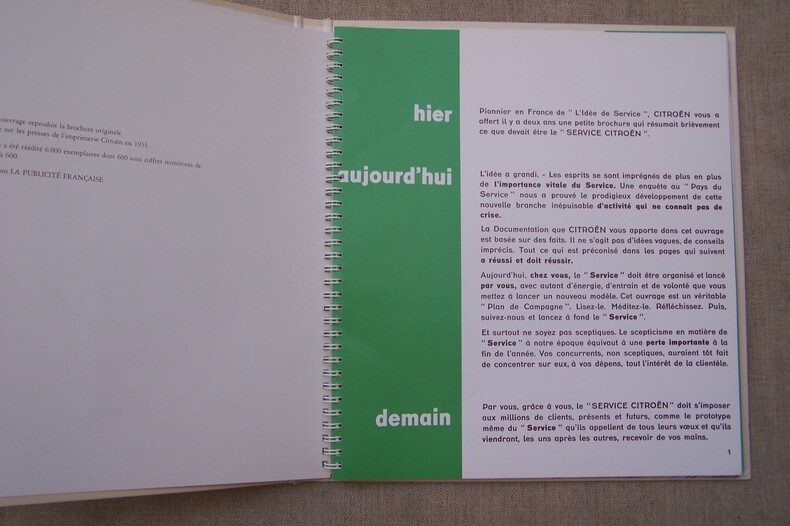 ouvrage reproduit la brochure originale
sur les presses de l'imprimerie Citroën en 1933.
a été réédité 6.000 exemplaires dont 600 sous coffret numérotés de
à 600
on LA PUBLICITÉ FRANÇAISE
hier
Pionnier en France de " L'Idée de Service ", CITROËN vous a
offert il y a deux ans une petite brochure qui résumait brièvement
ce que devait être le " SERVICE CITROËN ".
aujourd'hui
L'idée a grandi. - Les esprits se sont imprégnés de plus en plus
de l'importance vitale du Service. Une enquête au " Pays du
Service " nous a prouvé le prodigieux développement de cette
nouvelle branche inépuisable d'activité qui ne connait pas de
crise.
La Documentation que CITROËN vous apporte dans cet ouvrage
est basée sur des faits. Il ne s'agit pas d'idées vagues, de conseils
imprécis. Tout ce qui est préconisé dans les pages qui suivent
a réussi et doit réussir.
Aujourd'hui, chez vous, le " Service " doit être organisé et lancé
par vous, avec autant d'énergie, d'entrain et de volonté que vous
mettez à lancer un nouveau modèle. Cet ouvrage est un véritable
" Plan de Campagne ". Lisez-le. Méditez-le. Réfléchissez. Puis,
suivez-nous et lancez à fond le " Service ".
Et surtout ne soyez pas sceptiques. Le scepticisme en matière de
" Service " à notre époque équivaut à une perte importante à la
fin de l'année. Vos concurrents, non sceptiques, auraient tôt fait
de concentrer sur eux, à vos dépens, tout l'intérêt de la clientèle.
demain
Par vous, grâce à vous, le "SERVICE CITROËN" doit s'imposer
aux millions de clients, présents et futurs, comme le prototype
même du " Service " qu'ils appellent de tous leurs vœux et qu'ils
viendront, les uns après les autres, recevoir de vos mains.
1